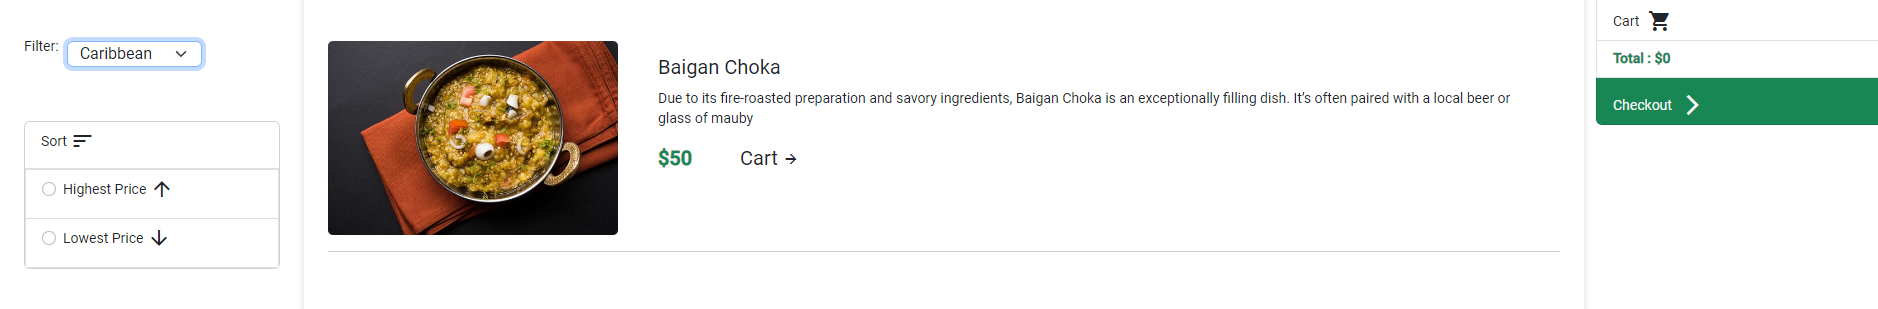 Filter:
Caribbean
Sort
Highest Price
Lowest Price
Baigan Choka
Due to its fire-roasted preparation and savory ingredients, Baigan Choka is an exceptionally filling dish. It’s often paired with a local beer or
glass of mauby
$50
Cart →
Cart
Total : $0
Checkout